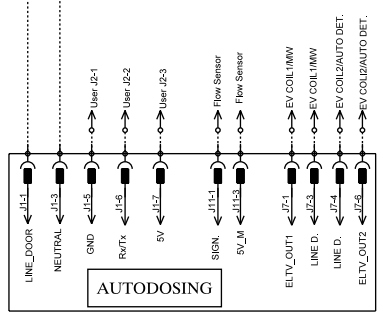 User J2-1
User J2-2
User J2-3
Flow Sensor
Flow Sensor
EV COIL1/MW
EV COIL1/MW
EV COIL2/AUTO DET.
EV COILI2/AUTO DET.
J1-1
J1-3
J1-5
J1-6
J1-7
J11-1
J11-3
J7-1
J7-3
J7-4
J7-6
LINE_DOOR
NEUTRAL
GND
Rx/Tx
5V
SIGN.
5V_M
ELTV_OUT1
LINE D.
LINE D.
ELTV_OUT2
AUTODOSING